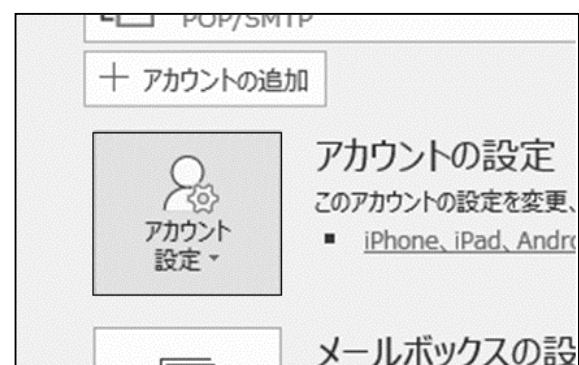 POP/SMTP
+ アカウントの追加
アカウントの設定
このアカウントの設定を変更、
アカウント
設定
iPhone、iPad、Andro
メールボックスの設